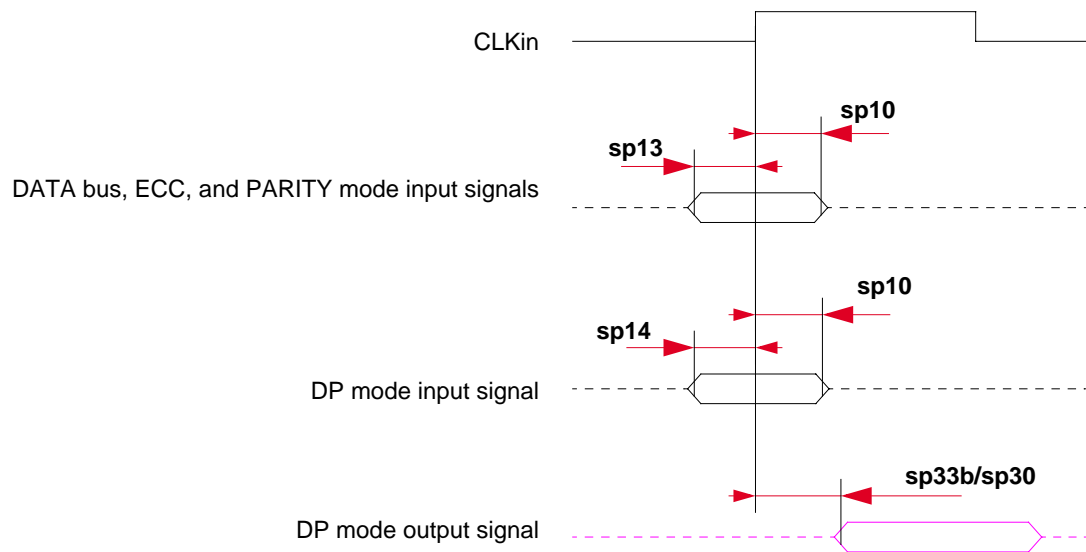 CLKin
sp10
sp13
DATA bus, ECC, and PARITY mode input signals
sp10
sp14
DP mode input signal
sp33b/sp30
DP mode output signal